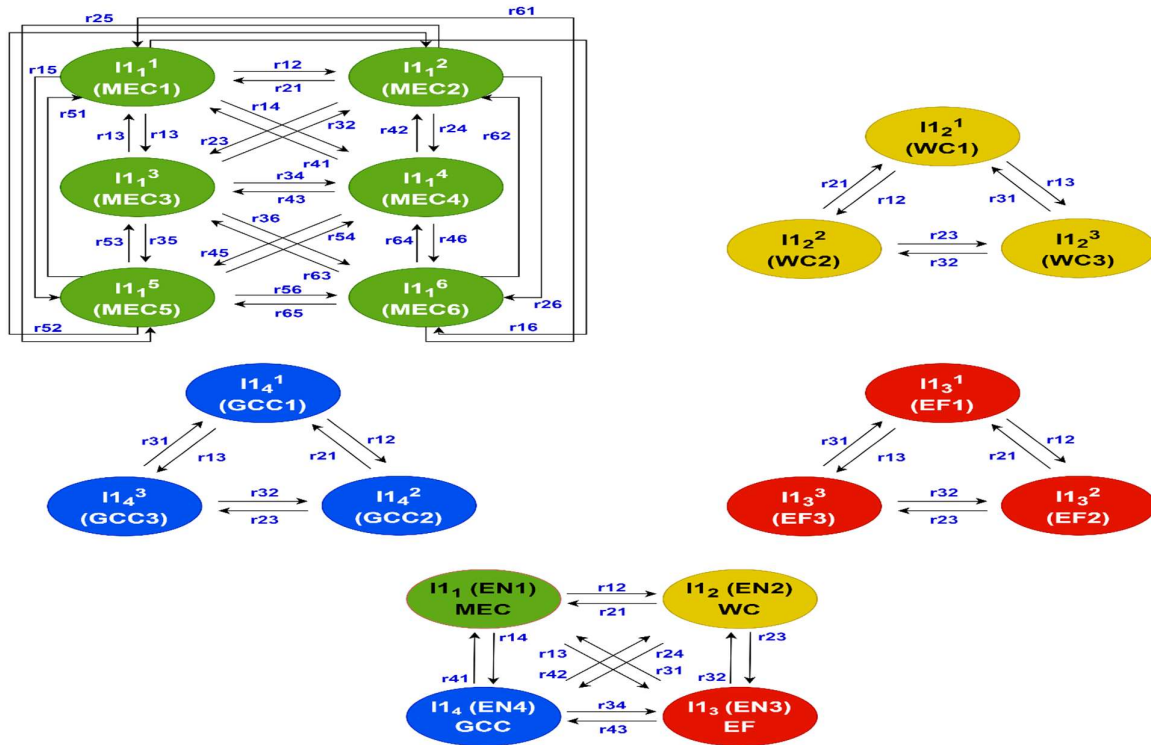 r61
r25
I1₁¹
(MEC1)
r12
r21
I1₁²
(MEC2)
r15
r51
r14
r32
r13
r13
r23
r41
r42
r24
r62
I1₁³
(MEC3)
r34
r43
I1₁⁴
(MEC4)
r36
r53
r35
r45
r54
r64
r46
r63
I1₁⁵
(MEC5)
r56
r65
I1₁⁶
(MEC6)
r26
r52
r16
I1₂¹
(WC1)
r21
r12
r13
r31
I1₂²
(WC2)
r23
r32
I1₂³
(WC3)
I1₄¹
(GCC1)
r31
r13
r12
r21
I1₄³
(GCC3)
r32
r23
I1₄²
(GCC2)
I1₃¹
(EF1)
r31
r13
r12
r21
I1₃³
(EF3)
r32
r23
I1₃²
(EF2)
I1₁ (EN1)
MEC
r12
r21
I1₂ (EN2)
WC
r14
r13
r24
r23
r41
r42
r31
r32
I1₄ (EN4)
GCC
r34
r43
I1₃ (EN3)
EF